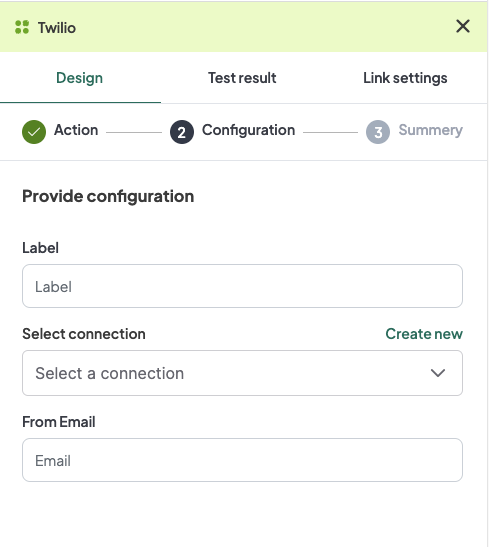 Twilio
Design Test result Link settings
Action 2 Configuration 3 Summery
Provide configuration
Label
Label
Select connection Create new
Select a connection
From Email
Email